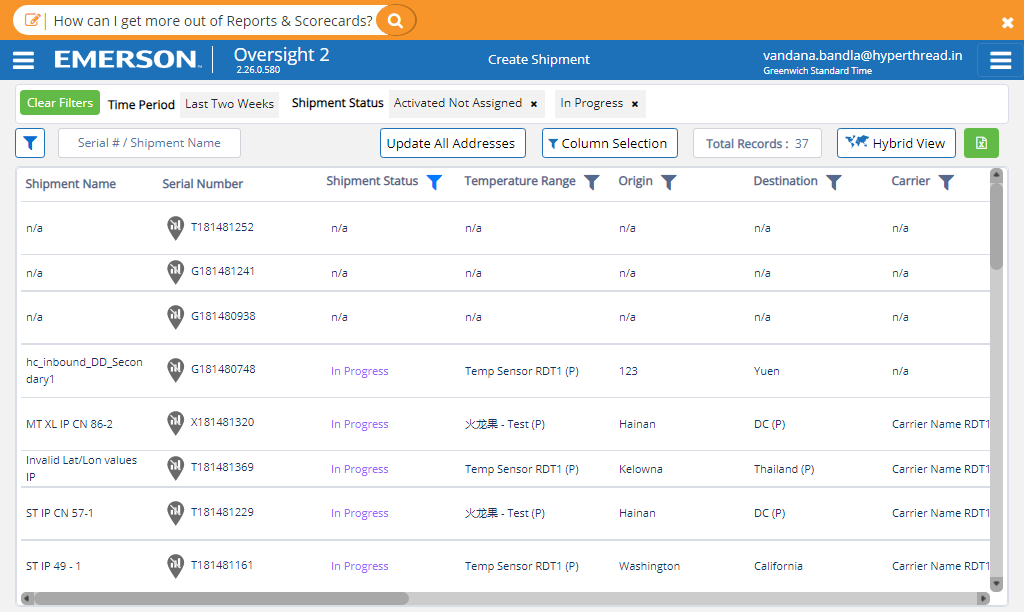 How can I get more out of Reports & Scorecards?
EMERSON™ Oversight 2
2.26.0.580
Create Shipment
vandana.bandla@hyperthread.in
Greenwich Standard Time
Clear Filters Time Period Last Two Weeks Shipment Status Activated Not Assigned × In Progress ×
Serial # / Shipment Name Update All Addresses Column Selection Total Records : 37 Hybrid View
Shipment Name Serial Number Shipment Status Temperature Range Origin Destination Carrier
n/a T181481252 n/a n/a n/a n/a n/a
n/a G181481241 n/a n/a n/a n/a n/a
n/a G181480938 n/a n/a n/a n/a n/a
hc_inbound_DD_Secon
dary1 G181480748 In Progress Temp Sensor RDT1 (P) 123 Yuen n/a
MT XL IP CN 86-2 X181481320 In Progress 火龙果 - Test (P) Hainan DC (P) Carrier Name RDT1
Invalid Lat/Lon values
IP T181481369 In Progress Temp Sensor RDT1 (P) Kelowna Thailand (P) Carrier Name RDT1
ST IP CN 57-1 T181481229 In Progress 火龙果 - Test (P) Hainan DC (P) Carrier Name RDT1
ST IP 49 - 1 T181481161 In Progress Temp Sensor RDT1 (P) Washington California Carrier Name RDT1